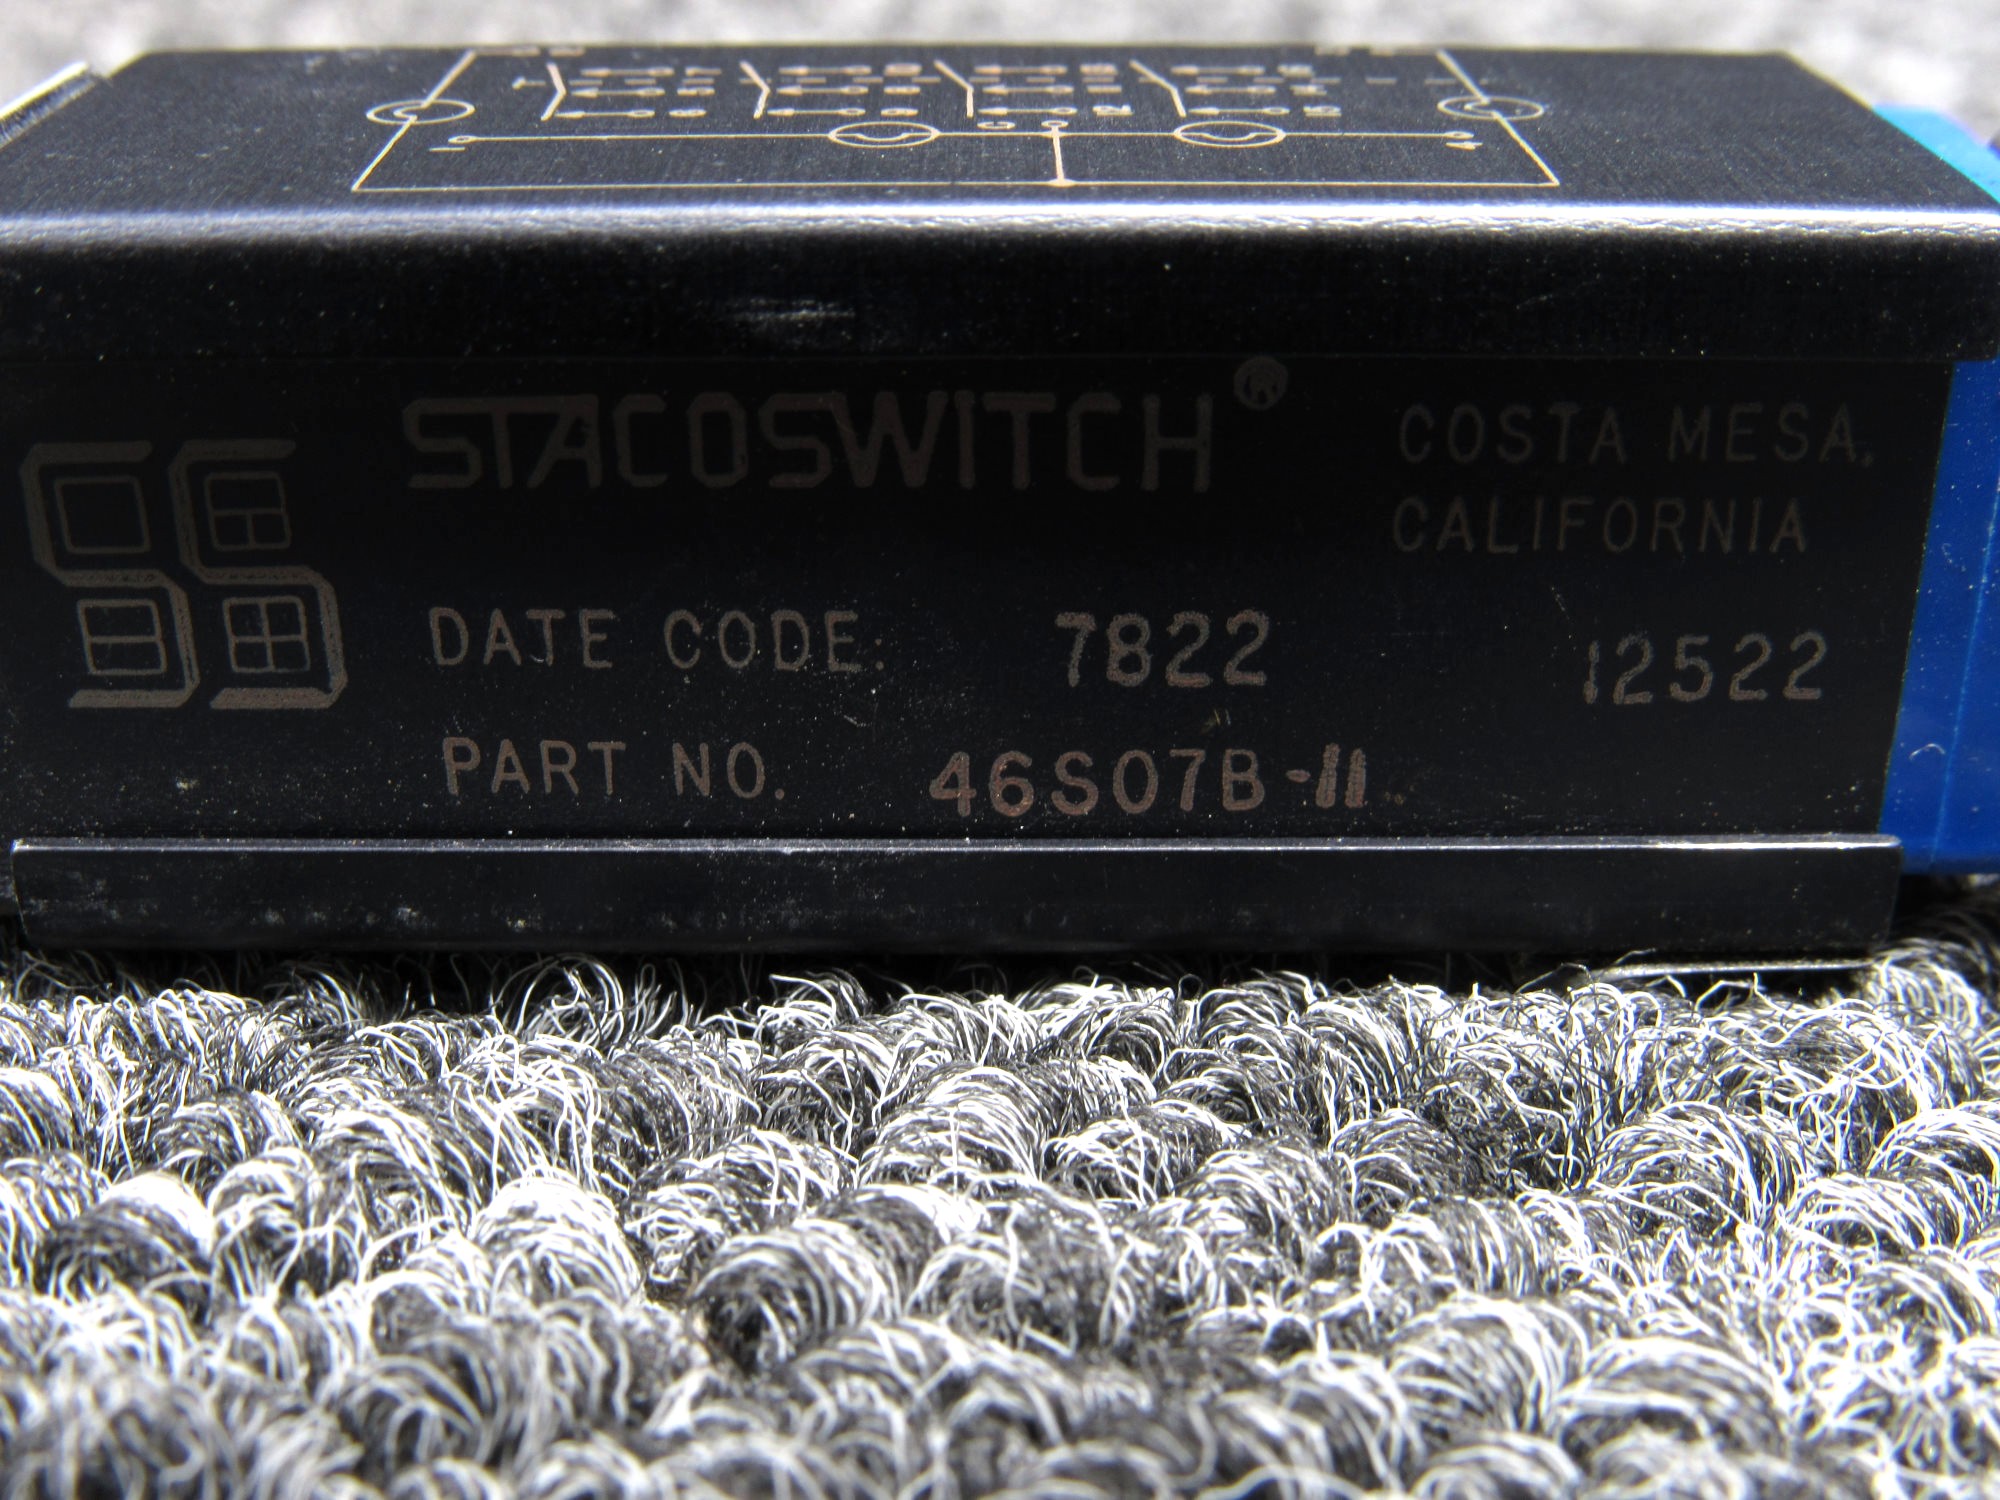 STACOSWITCH®
COSTA MESA,
CALIFORNIA
DATE CODE: 7822 12522
PART NO. 46S07B-11